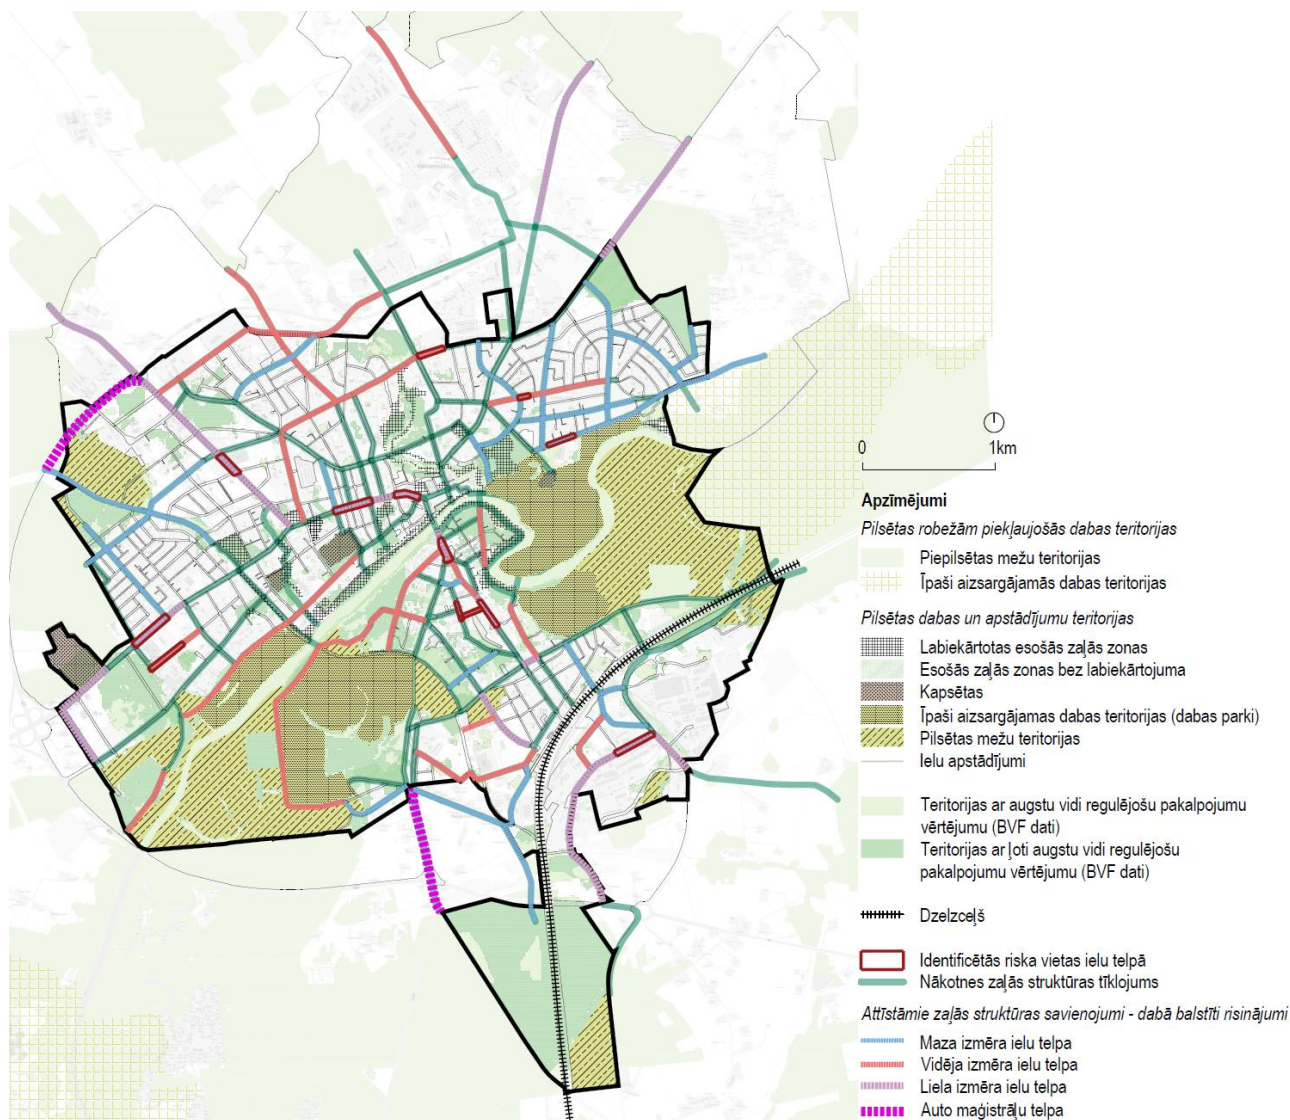 0
1km
Apzīmējumi
Pilsētas robežām piekļaujošās dabas teritorijas
Piepilsētas mežu teritorijas
Īpaši aizsargājamās dabas teritorijas
Pilsētas dabas un apstādījumu teritorijas
Labiekārtotas esošās zaļās zonas
Esošās zaļās zonas bez labiekārtojuma
Kapsētas
Īpaši aizsargājamas dabas teritorijas (dabas parki)
Pilsētas mežu teritorijas
Ielu apstādījumi
Teritorijas ar augstu vidi regulējošu pakalpojumu
vērtējumu (BVF dati)
Teritorijas ar ļoti augstu vidi regulējošu
pakalpojumu vērtējumu (BVF dati)
Dzelzceļš
Identificētās riska vietas ielu telpā
Nākotnes zaļās struktūras tīklojums
Attīstāmie zaļās struktūras savienojumi - dabā balstīti risinājumi
Maza izmēra ielu telpa
Vidēja izmēra ielu telpa
Liela izmēra ielu telpa
Auto maģistrāļu telpa